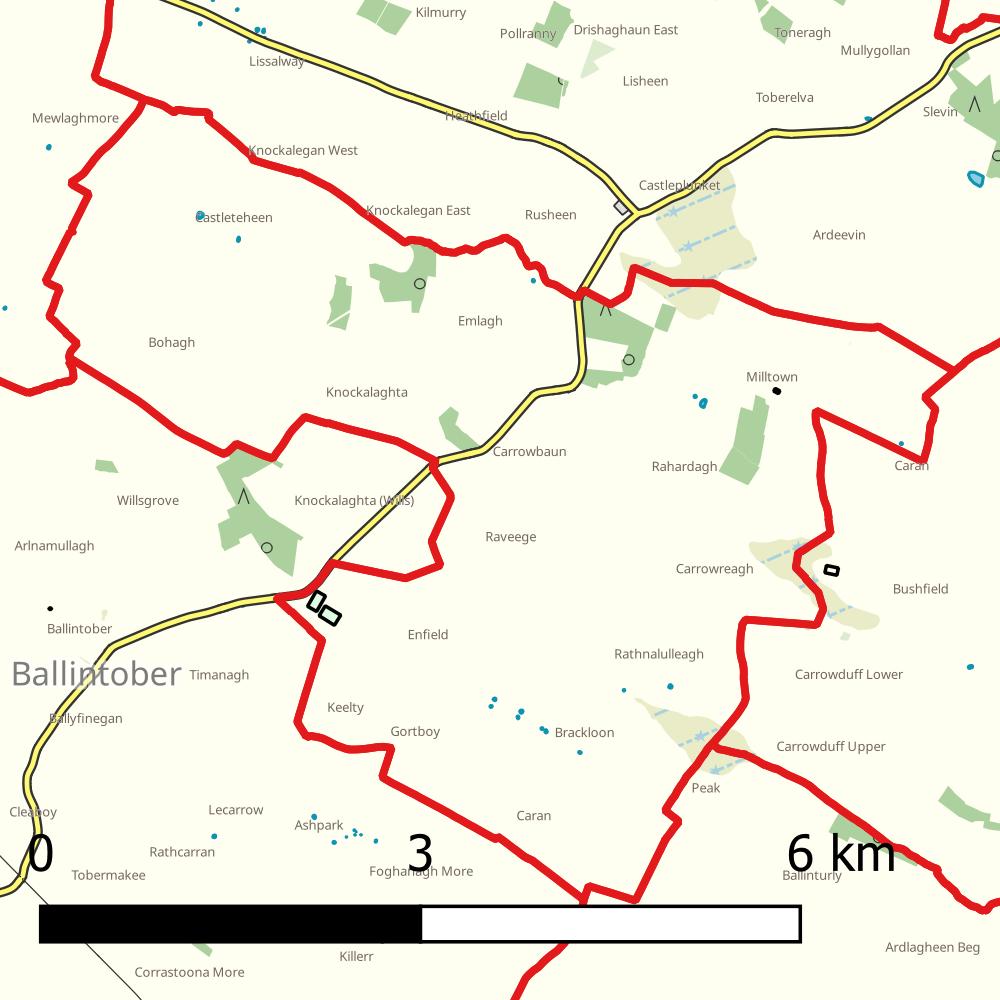 Kilmurry
Pollranny
Drishaghaun East
Toneragh
Mullygollan
Lissalway
Lisheen
Toberelva
Slevin
Mewlaghmore
Heathfield
Knockalegan West
Castleplunket
Castleteheen
Knockalegan East
Rusheen
Ardeevin
Emlagh
Bohagh
Knockalaghta
Milltown
Carrowbaun
Rahardagh
Caran
Willsgrove
Knockalaghta (Wills)
Arlnamullagh
Raveege
Carrowreagh
Bushfield
Ballintober
Enfield
Rathnalulleagh
Ballintober
Timanagh
Carrowduff Lower
Keelty
Ballyfinegan
Gortboy
Brackloon
Carrowduff Upper
Peak
Cleaboy
Lecarrow
Ashpark
Caran
Rathcarran
0 3 6 km
Tobermakee
Foghanagh More
Ballinturly
Killerr
Ardlagheen Beg
Corrastoona More